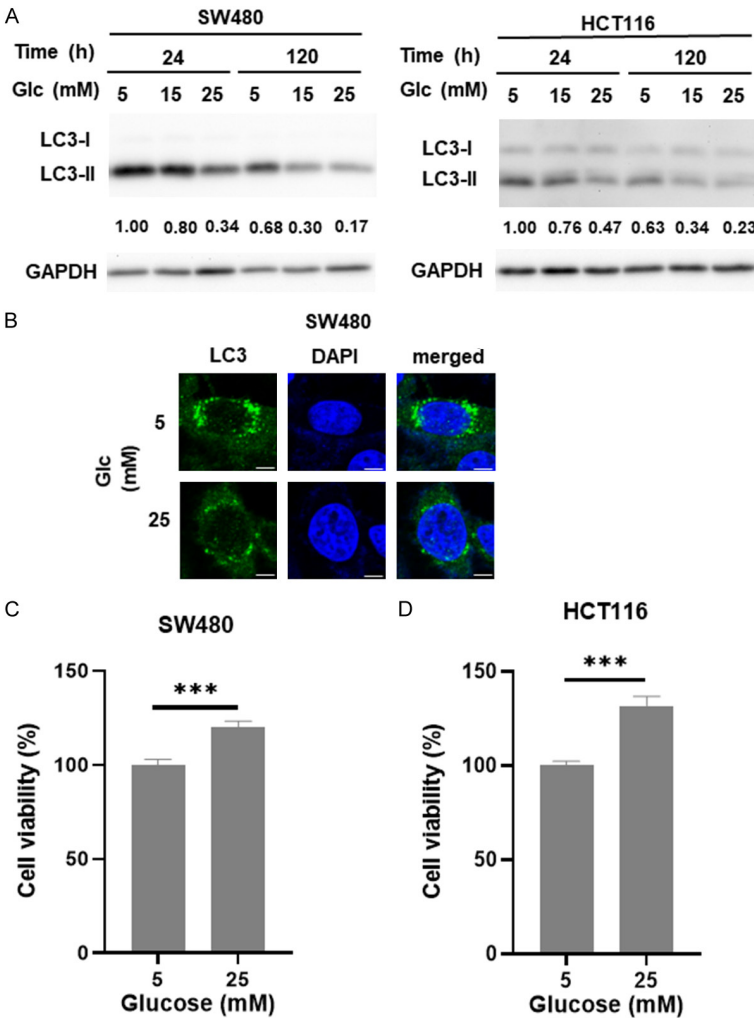 A
SW480
Time (h) 24 120
Glc (mM) 5 15 25 5 15 25
LC3-I
LC3-II
1.00 0.80 0.34 0.68 0.30 0.17
GAPDH
HCT116
Time (h) 24 120
Glc (mM) 5 15 25 5 15 25
LC3-I
LC3-II
1.00 0.76 0.47 0.63 0.34 0.23
GAPDH
B
SW480
LC3 DAPI merged
Glc (mM)
5
25
C
SW480
***
Cell viability (%)
150
100
50
0
5 25
Glucose (mM)
D
HCT116
***
Cell viability (%)
150
100
50
0
5 25
Glucose (mM)